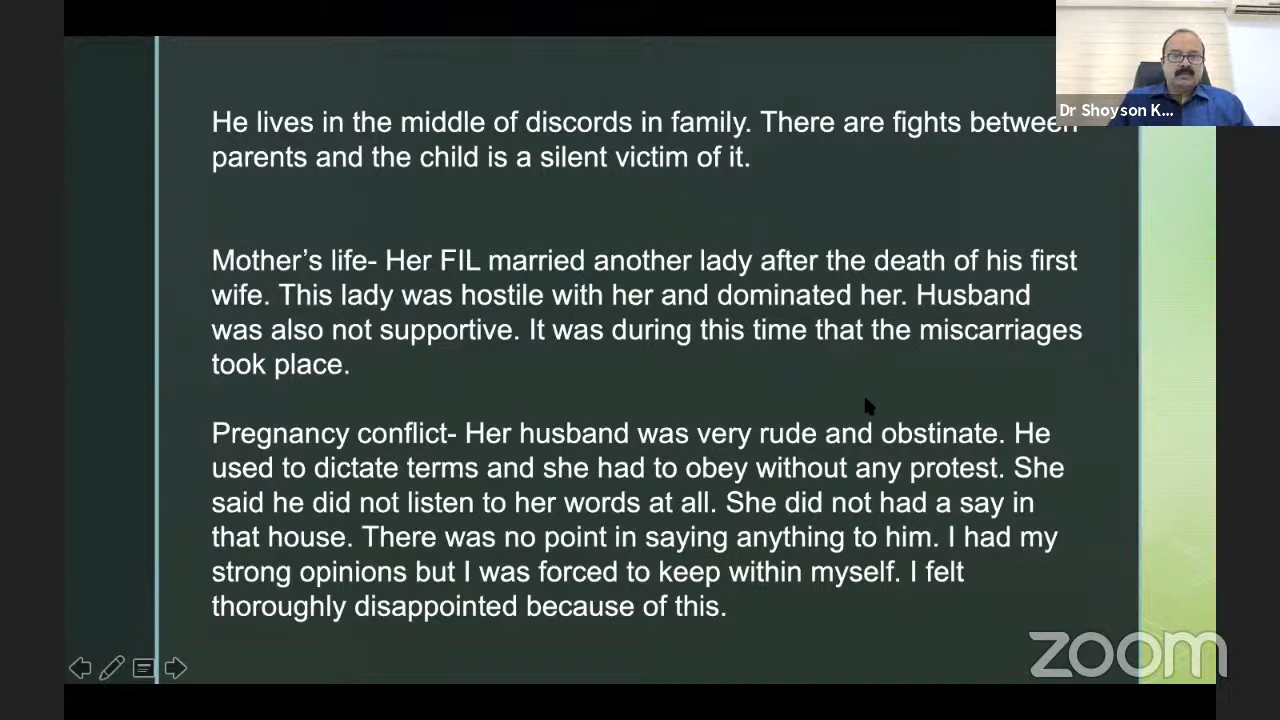 He lives in the middle of discords in family. There are fights between
parents and the child is a silent victim of it.
Mother's life- Her FIL married another lady after the death of his first
wife. This lady was hostile with her and dominated her. Husband
was also not supportive. It was during this time that the miscarriages
took place.
Pregnancy conflict- Her husband was very rude and obstinate. He
used to dictate terms and she had to obey without any protest. She
said he did not listen to her words at all. She did not had a say in
that house. There was no point in saying anything to him. I had my
strong opinions but I was forced to keep within myself. I felt
thoroughly disappointed because of this.
Dr Shoyson K...
zoom